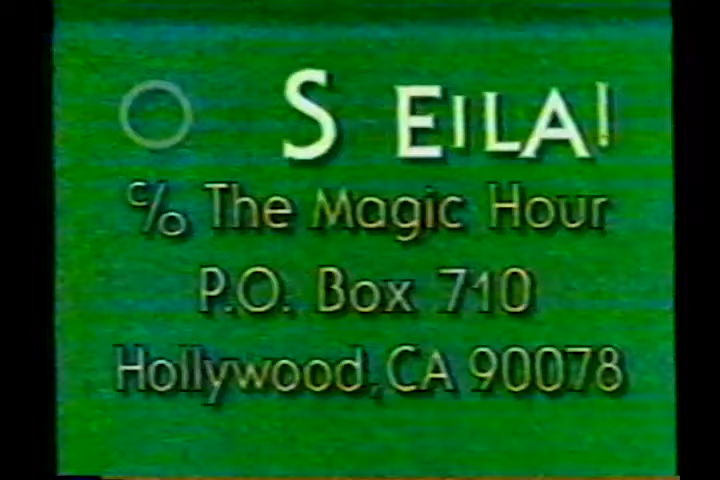 O S EILA!
c/o The Magic Hour
P.O. Box 710
Hollywood, CA 90078